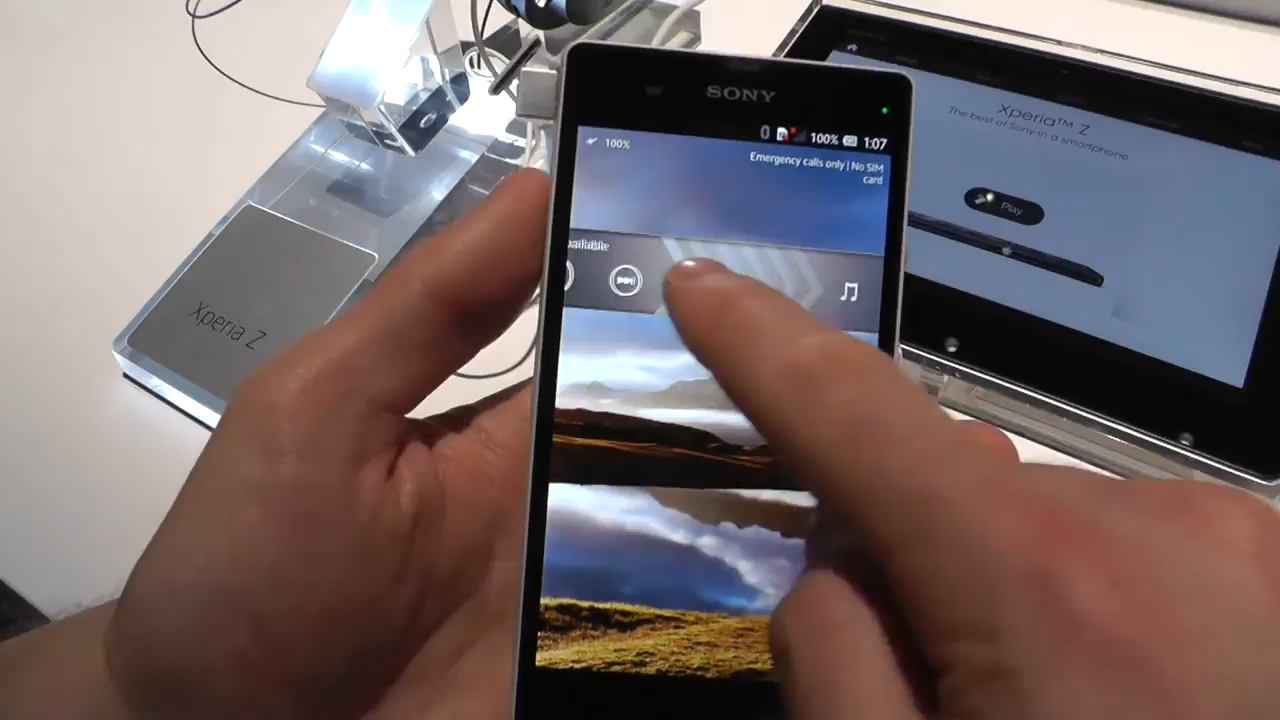 SONY
100% 1:07
100%
Emergency calls only | No SIM
card
Xperia Z
Xperia™ Z
The best of Sony in a smartphone
Play